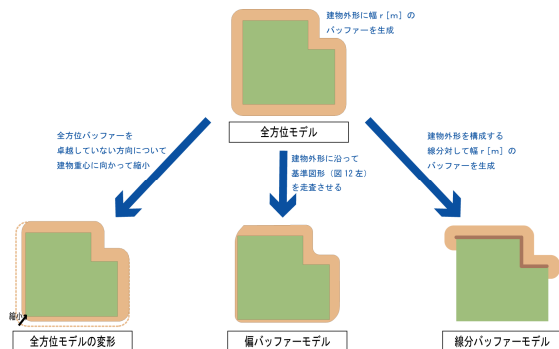 建物外形に幅 r [m] の
バッファーを生成
全方位モデル
全方位バッファーを
卓越していない方向について
建物重心に向かって縮小
建物外形に沿って
基準図形（図 12 左）
を走査させる
建物外形を構成する
線分対して幅 r [m] の
バッファーを生成
縮小
全方位モデルの変形
偏バッファーモデル
線分バッファーモデル